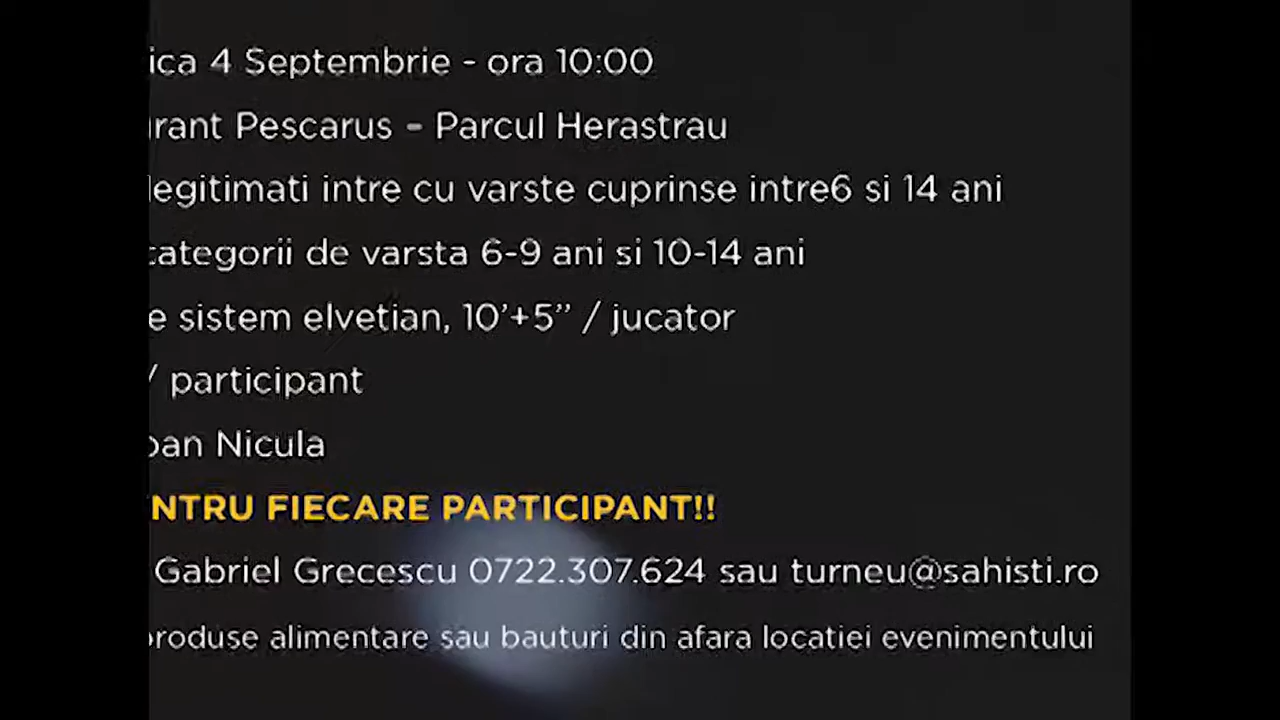 ica 4 Septembrie - ora 10:00
rant Pescarus – Parcul Herastrau
legitimati intre cu varste cuprinse intre6 si 14 ani
categorii de varsta 6-9 ani si 10-14 ani
e sistem elvetian, 10’+5’’ / jucator
/ participant
oan Nicula
NTRU FIECARE PARTICIPANT!!
Gabriel Grecescu 0722.307.624 sau turneu@sahisti.ro
produse alimentare sau bauturi din afara locatiei evenimentului